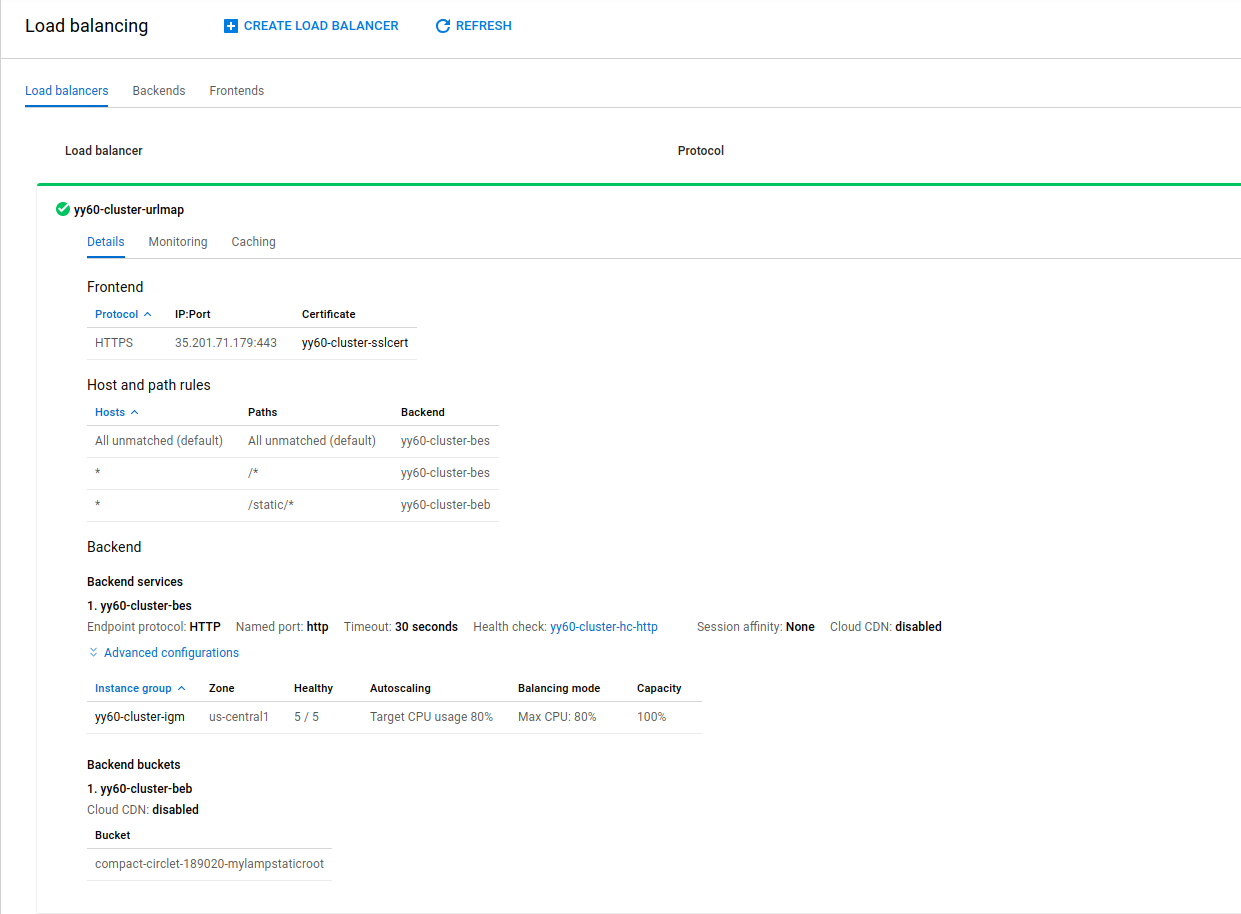 Load balancing CREATE LOAD BALANCER REFRESH
Load balancers Backends Frontends
Load balancer Protocol
yy60-cluster-urlmap
Details Monitoring Caching
Frontend
Protocol IP:Port Certificate
HTTPS 35.201.71.179:443 yy60-cluster-sslcert
Host and path rules
Hosts Paths Backend
All unmatched (default) All unmatched (default) yy60-cluster-bes
* /* yy60-cluster-bes
* /static/* yy60-cluster-beb
Backend
Backend services
1. yy60-cluster-bes
Endpoint protocol: HTTP Named port: http Timeout: 30 seconds Health check: yy60-cluster-hc-http Session affinity: None Cloud CDN: disabled
Advanced configurations
Instance group Zone Healthy Autoscaling Balancing mode Capacity
yy60-cluster-igm us-central1 5 / 5 Target CPU usage 80% Max CPU: 80% 100%
Backend buckets
1. yy60-cluster-beb
Cloud CDN: disabled
Bucket
compact-circlet-189020-mylampstaticroot